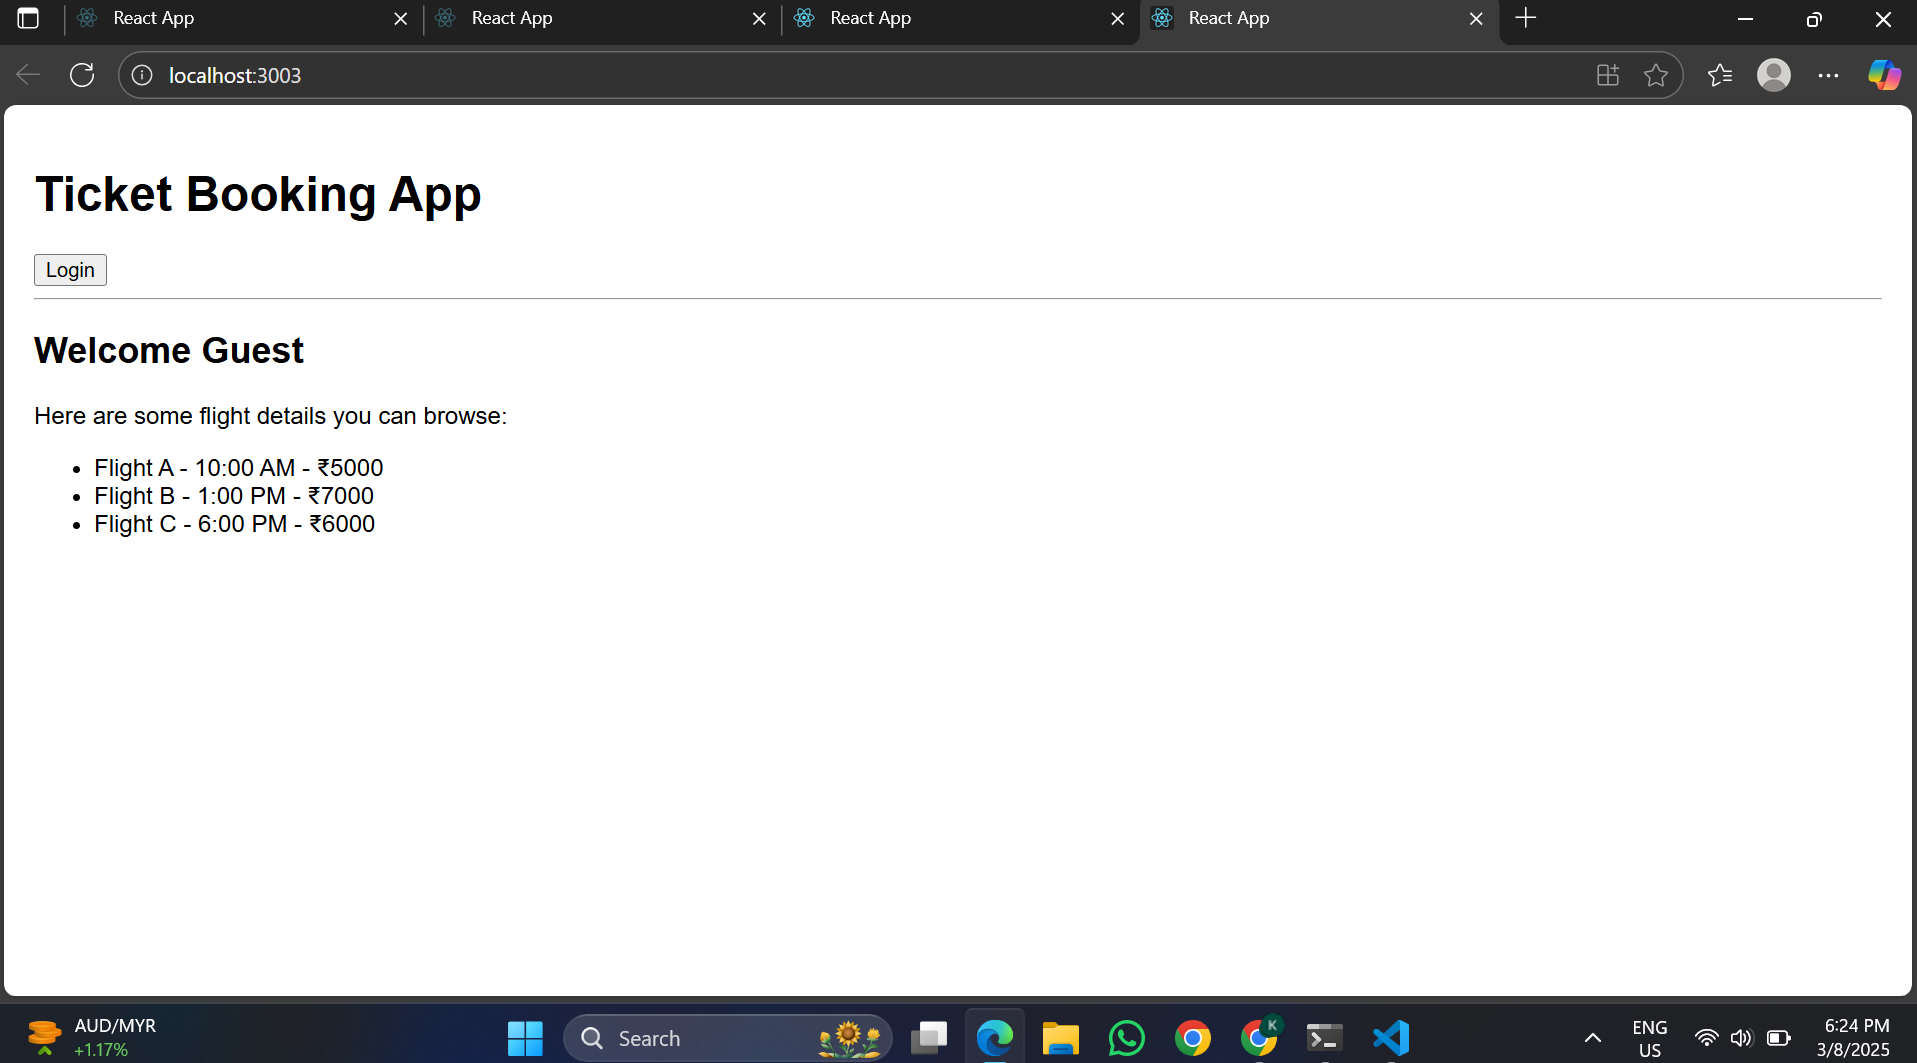 React App
React App
React App
React App
localhost:3003
Ticket Booking App
Login
Welcome Guest
Here are some flight details you can browse:
Flight A - 10:00 AM - ₹5000
Flight B - 1:00 PM - ₹7000
Flight C - 6:00 PM - ₹6000
AUD/MYR
+1.17%
Search
K
ENG
US
6:24 PM
3/8/2025